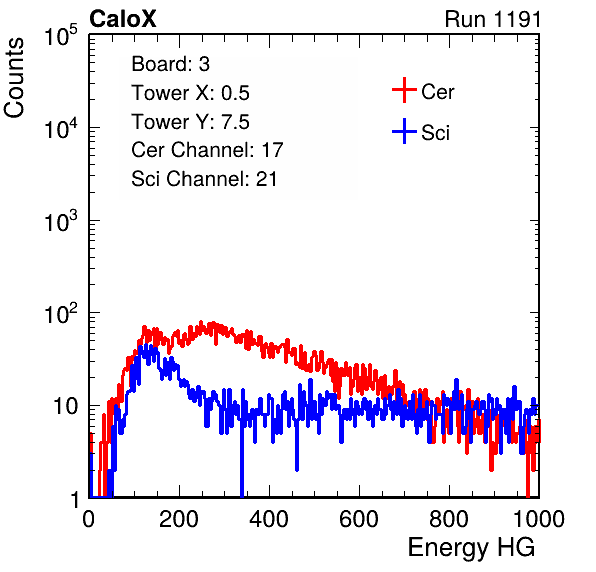 CaloX Run 1191
Counts
Board: 3
Tower X: 0.5
Tower Y: 7.5
Cer Channel: 17
Sci Channel: 21
Cer
Sci
10^5
10^4
10^3
10^2
10
1
0 200 400 600 800 1000
Energy HG